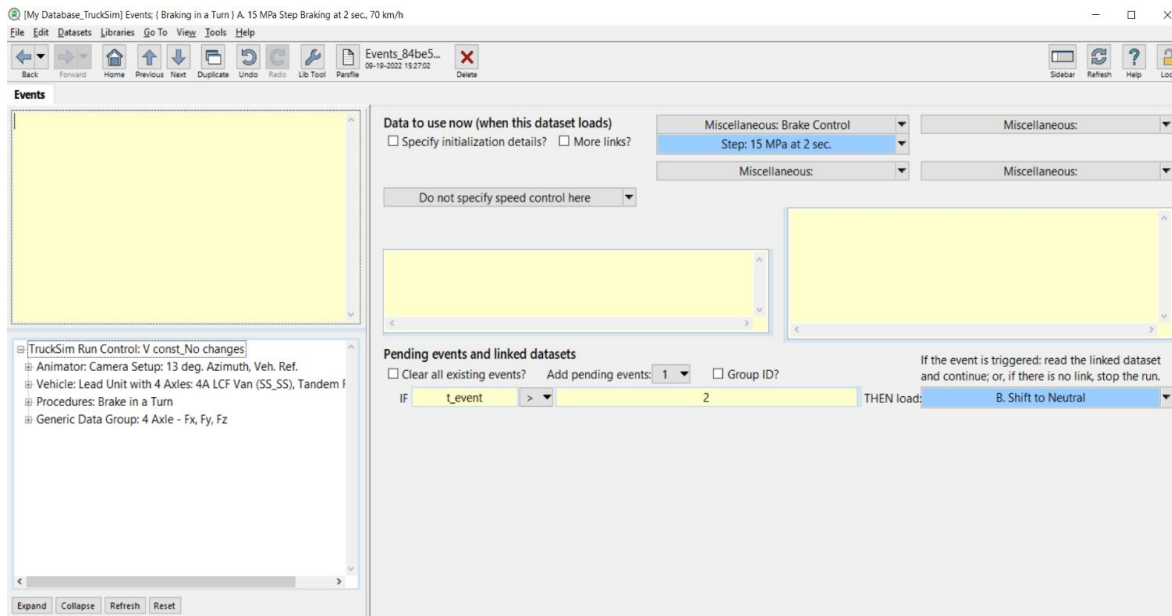 [My Database_TruckSim] Events; { Braking in a Turn } A. 15 MPa Step Braking at 2 sec., 70 km/h
File Edit Datasets Libraries Go To View Tools Help
Back Forward Home Previous Next Duplicate Undo Redo Lib Tool Parsfile
Events_84be5...
09-19-2022 15:27:02
Delete
Sidebar Refresh Help Loc
Events
Data to use now (when this dataset loads)
Specify initialization details? More links?
Miscellaneous: Brake Control
Miscellaneous:
Step: 15 MPa at 2 sec.
Miscellaneous:
Miscellaneous:
Do not specify speed control here
TruckSim Run Control: V const_No changes
Animator: Camera Setup: 13 deg. Azimuth, Veh. Ref.
Vehicle: Lead Unit with 4 Axles: 4A LCF Van (SS_SS), Tandem
Procedures: Brake in a Turn
Generic Data Group: 4 Axle - Fx, Fy, Fz
Pending events and linked datasets
Clear all existing events? Add pending events: 1 Group ID?
If the event is triggered: read the linked dataset
and continue; or, if there is no link, stop the run.
IF t_event > 2 THEN load: B. Shift to Neutral
Expand Collapse Refresh Reset